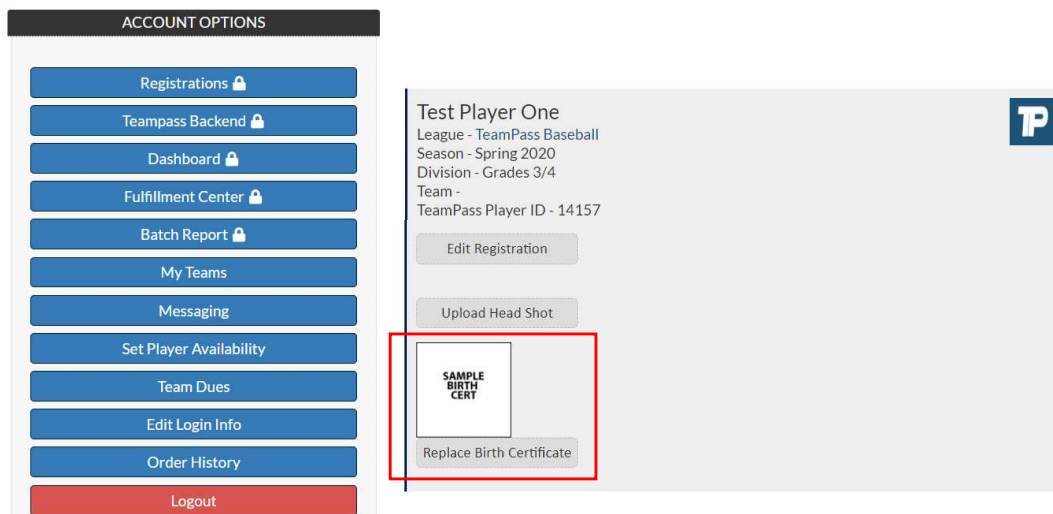 ACCOUNT OPTIONS
Registrations
Teampass Backend
Dashboard
Fulfillment Center
Batch Report
My Teams
Messaging
Set Player Availability
Team Dues
Edit Login Info
Order History
Logout
Test Player One
League - TeamPass Baseball
Season - Spring 2020
Division - Grades 3/4
Team -
TeamPass Player ID - 14157
Edit Registration
Upload Head Shot
SAMPLE
BIRTH
CERT
Replace Birth Certificate
TP